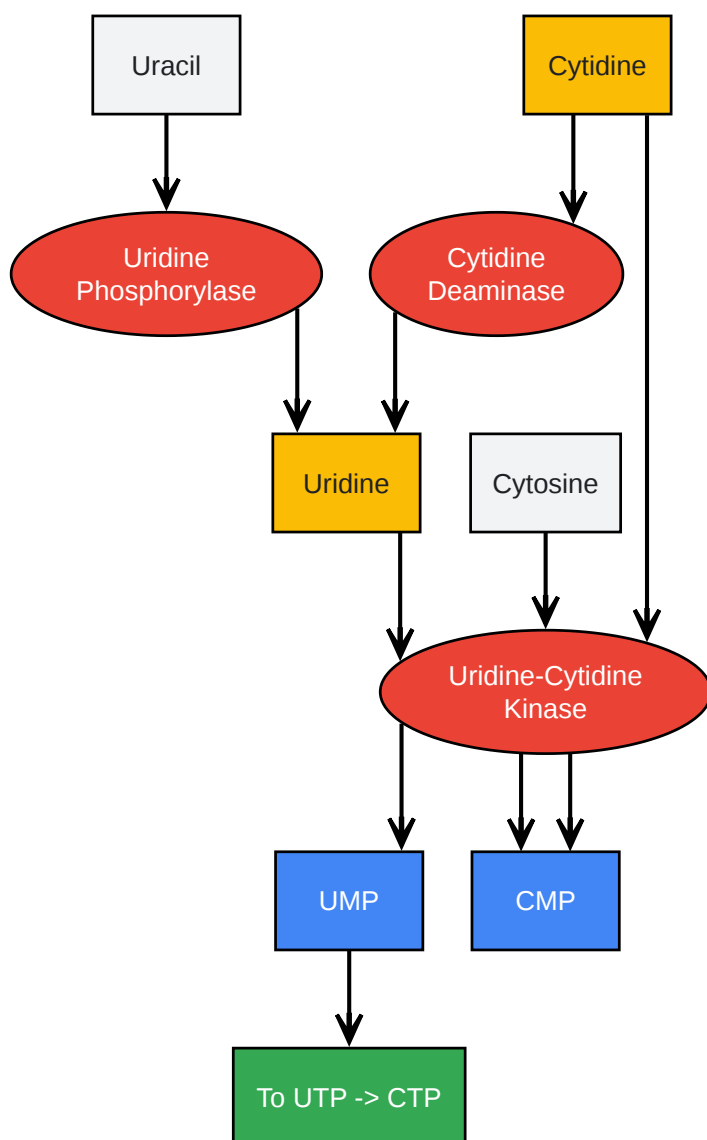 Uracil
Cytidine
Uridine
Phosphorylase
Cytidine
Deaminase
Uridine
Cytosine
Uridine-Cytidine
Kinase
UMP
CMP
To UTP -> CTP